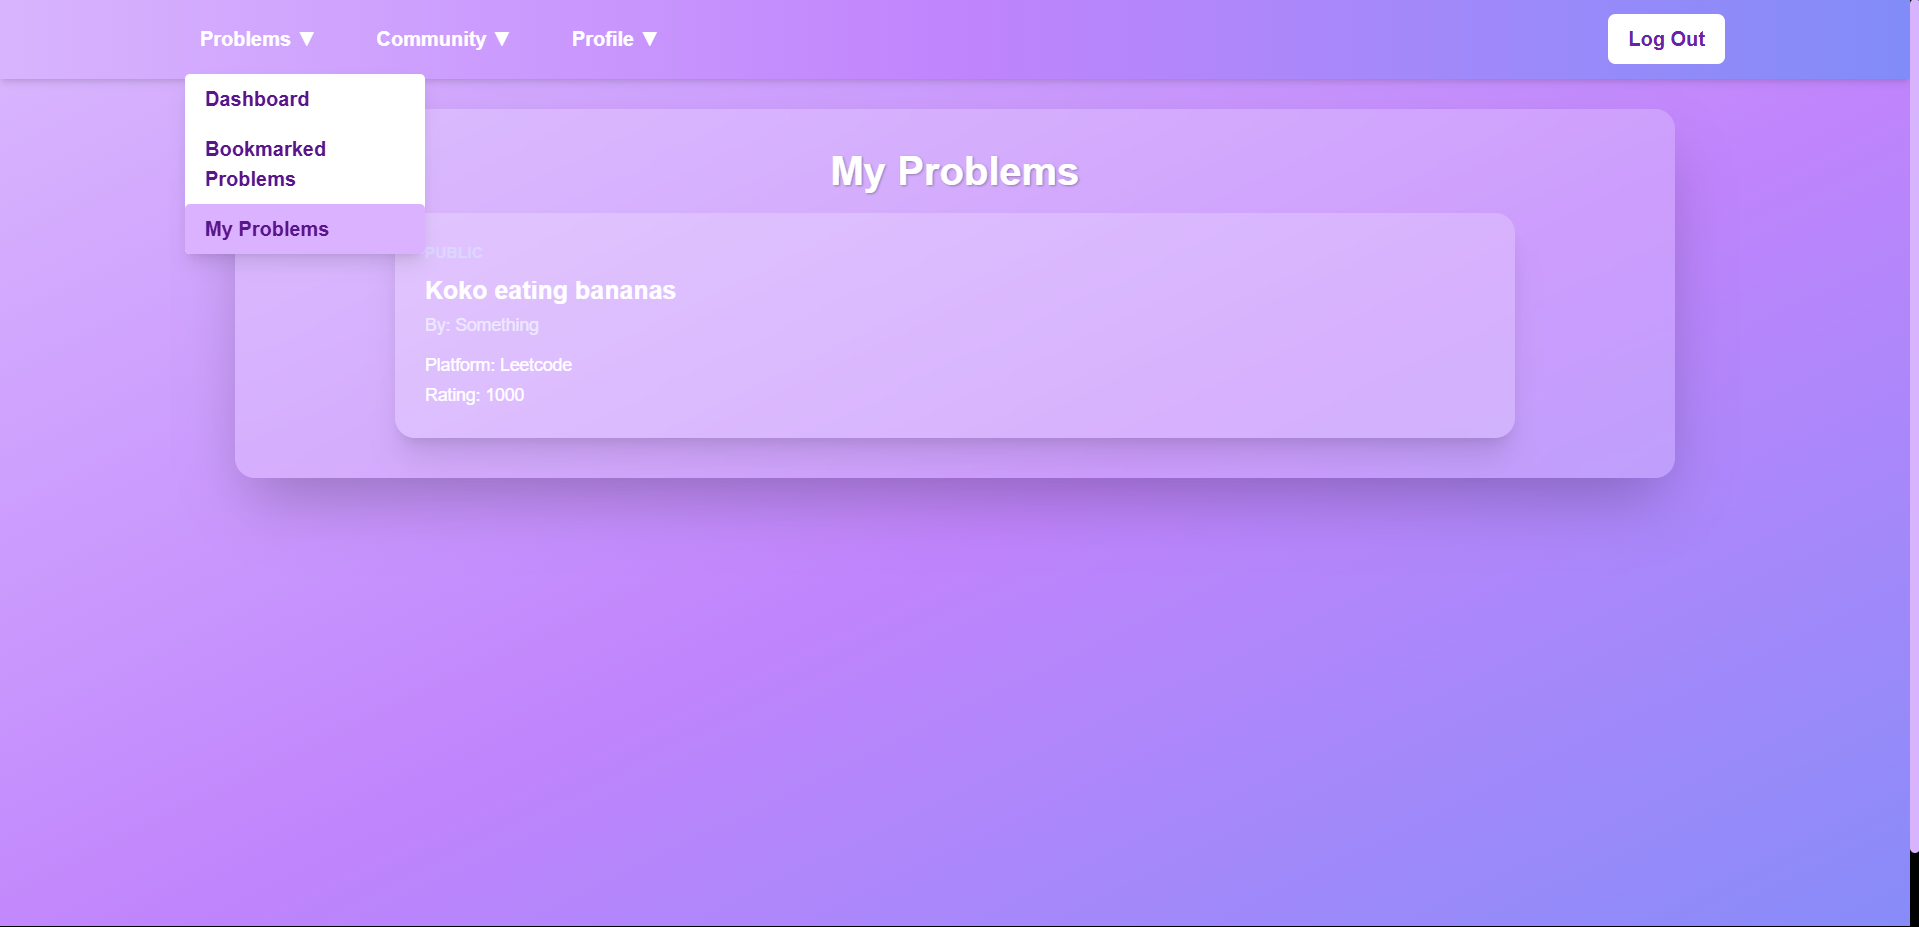 Problems ▼ Community ▼ Profile ▼ Log Out
Dashboard
Bookmarked
Problems
My Problems
My Problems
PUBLIC
Koko eating bananas
By: Something
Platform: Leetcode
Rating: 1000